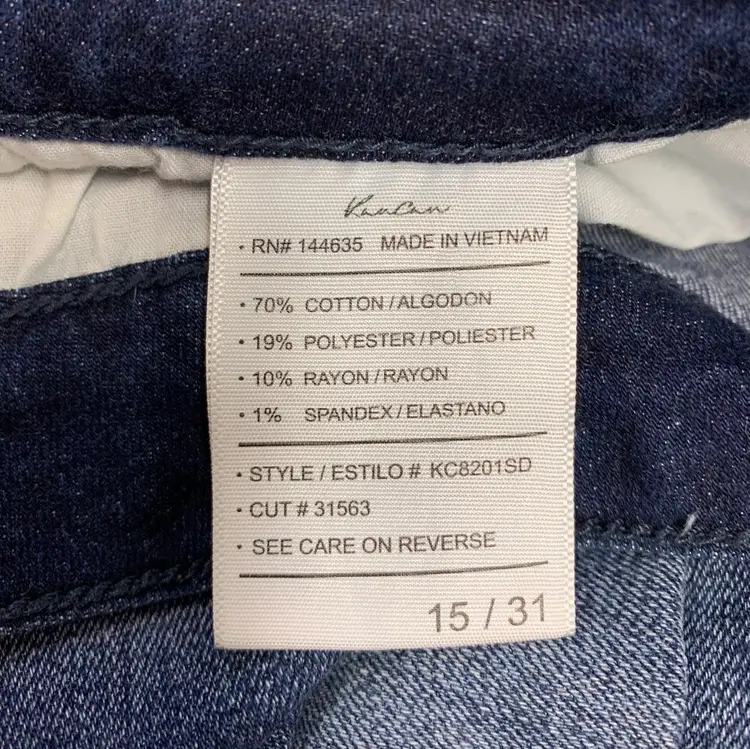 KanCan
• RN# 144635 MADE IN VIETNAM
• 70% COTTON / ALGODON
• 19% POLYESTER / POLIESTER
• 10% RAYON / RAYON
• 1% SPANDEX / ELASTANO
• STYLE / ESTILO # KC8201SD
• CUT # 31563
• SEE CARE ON REVERSE
15 / 31